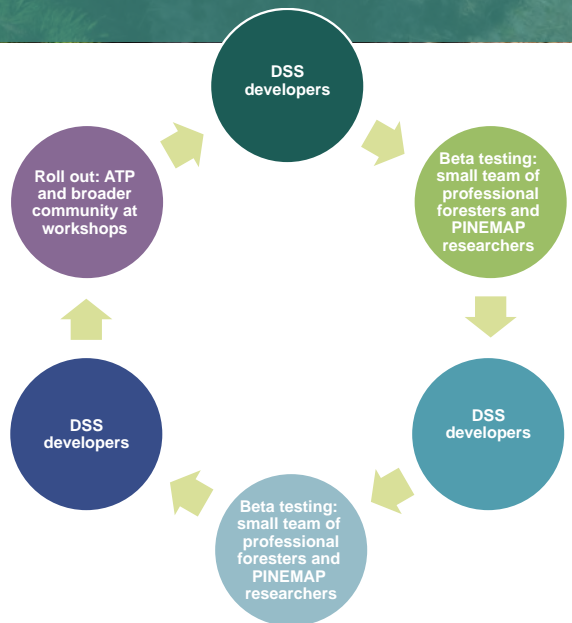 DSS
developers
Beta testing:
small team of
professional
foresters and
PINEMAP
researchers
DSS
developers
Beta testing:
small team of
professional
foresters and
PINEMAP
researchers
DSS
developers
Roll out: ATP
and broader
community at
workshops